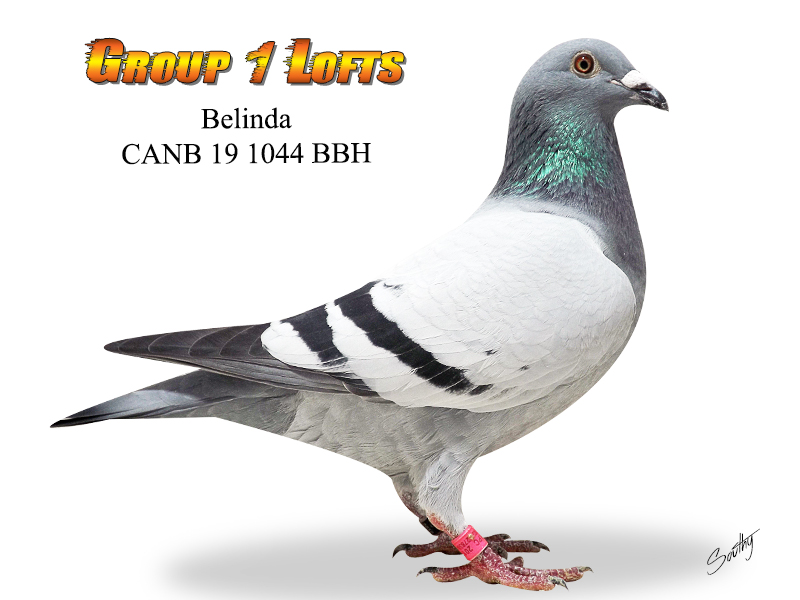 Group 1 Lofts
Belinda
CANB 19 1044 BBH
Southy